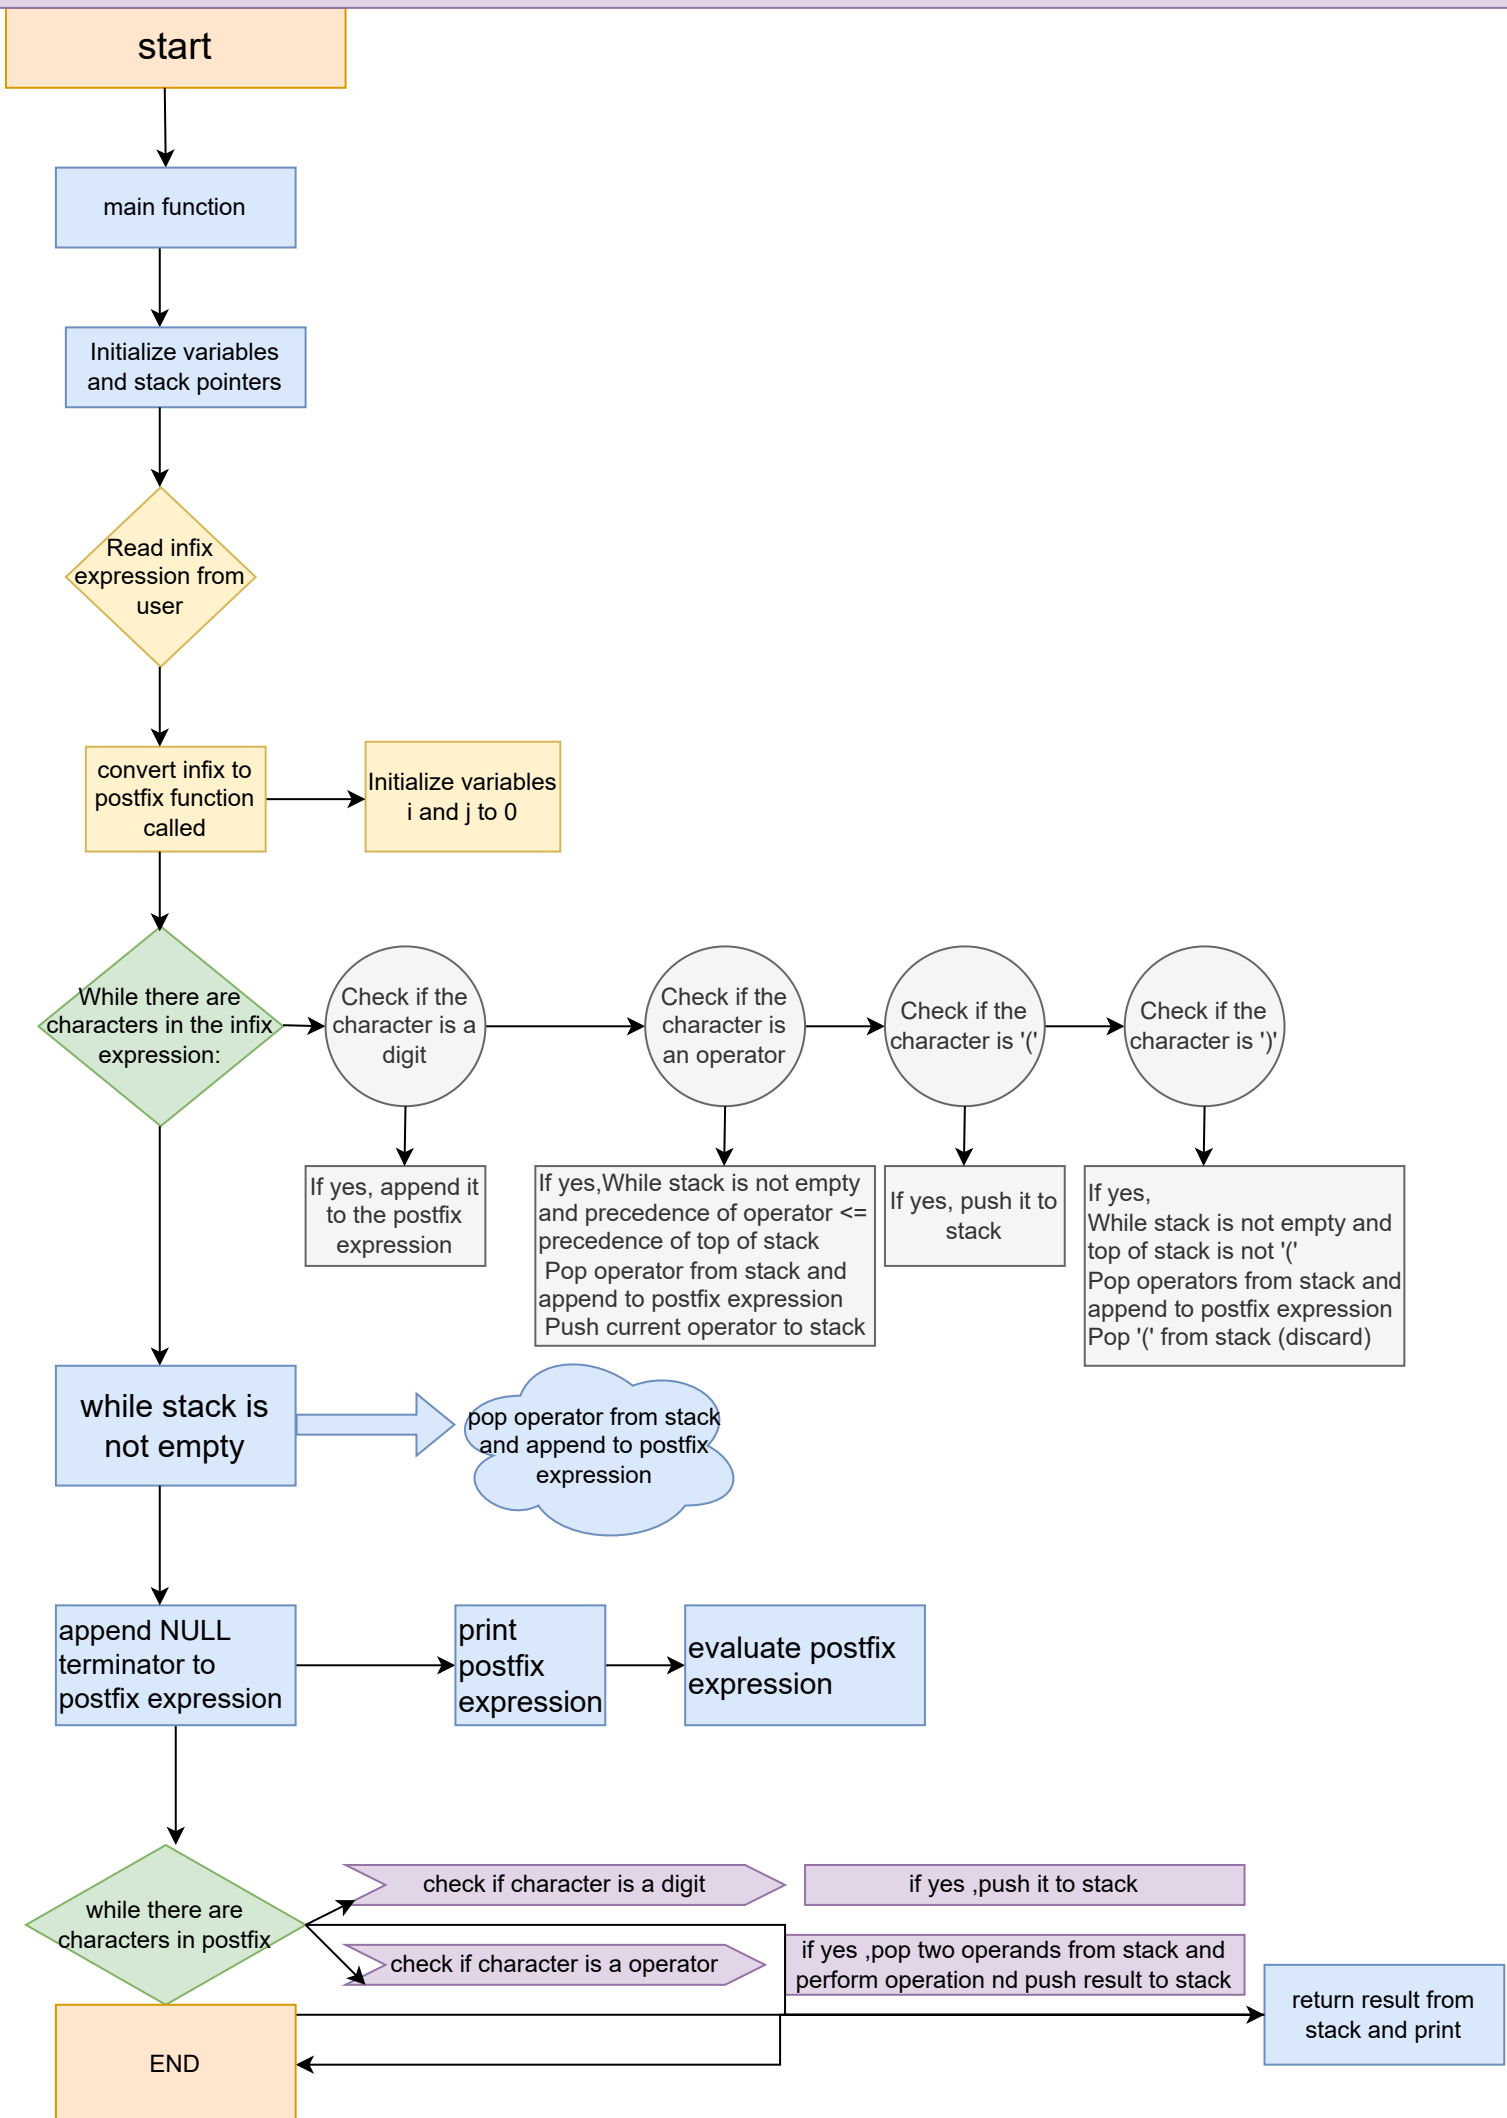 start
main function
Initialize variables
and stack pointers
Read infix
expression from
user
convert infix to
postfix function
called
Initialize variables
i and j to 0
While there are
characters in the infix
expression:
Check if the
character is a
digit
Check if the
character is
an operator
Check if the
character is '('
Check if the
character is ')'
If yes, append it
to the postfix
expression
If yes,While stack is not empty
and precedence of operator <=
precedence of top of stack
Pop operator from stack and
append to postfix expression
Push current operator to stack
If yes, push it to
stack
If yes,
While stack is not empty and
top of stack is not '('
Pop operators from stack and
append to postfix expression
Pop '(' from stack (discard)
while stack is
not empty
pop operator from stack
and append to postfix
expression
append NULL
terminator to
postfix expression
print
postfix
expression
evaluate postfix
expression
while there are
characters in postfix
check if character is a digit
if yes ,push it to stack
check if character is a operator
if yes ,pop two operands from stack and
perform operation nd push result to stack
return result from
stack and print
END